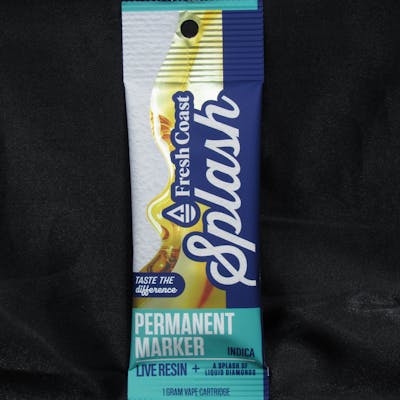 Fresh Coast
Splash
TASTE THE
difference
PERMANENT
MARKER
INDICA
LIVE RESIN +
A SPLASH OF
LIQUID DIAMONDS
1 GRAM VAPE CARTRIDGE